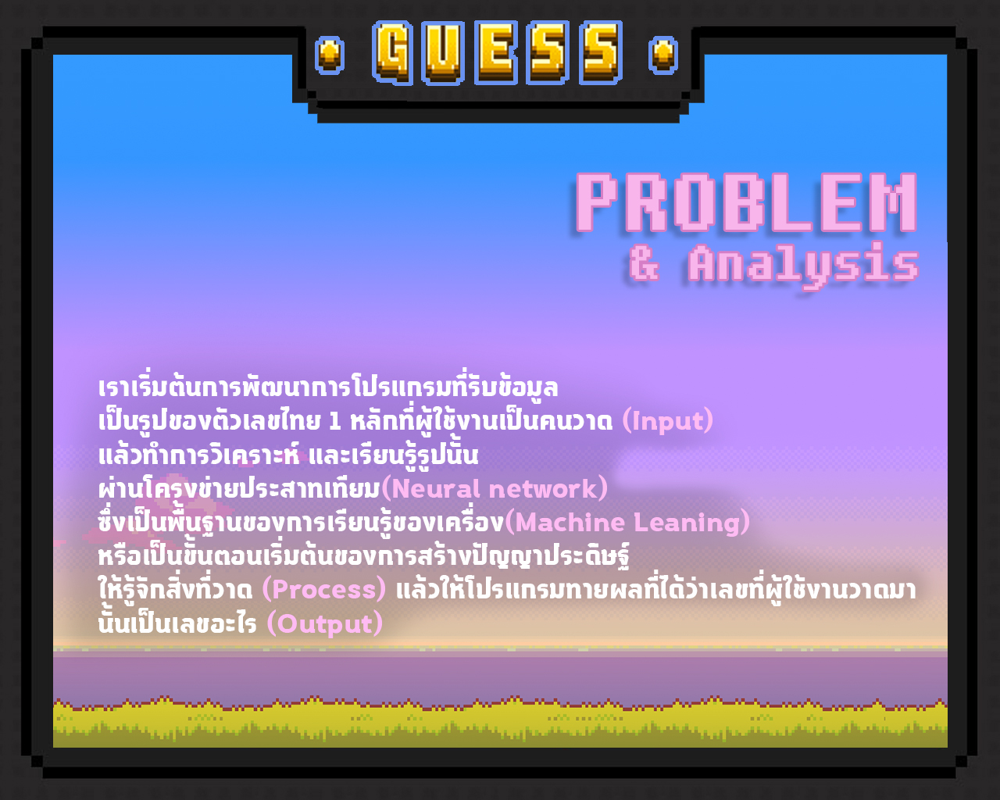 GUESS
PROBLEM
& Analysis
เราเริ่มต้นการพัฒนาการโปรแกรมที่รับข้อมูล
เป็นรูปของตัวเลขไทย 1 หลักที่ผู้ใช้งานเป็นคนวาด (Input)
แล้วทำการวิเคราะห์ และเรียนรู้รูปนั้น
ผ่านโครงข่ายประสาทเทียม(Neural network)
ซึ่งเป็นพื้นฐานของการเรียนรู้ของเครื่อง(Machine Leaning)
หรือเป็นขั้นตอนเริ่มต้นของการสร้างปัญญาประดิษฐ์
ให้รู้จักสิ่งที่วาด (Process) แล้วให้โปรแกรมทายผลที่ได้ว่าเลขที่ผู้ใช้งานวาดมา
นั้นเป็นเลขอะไร (Output)